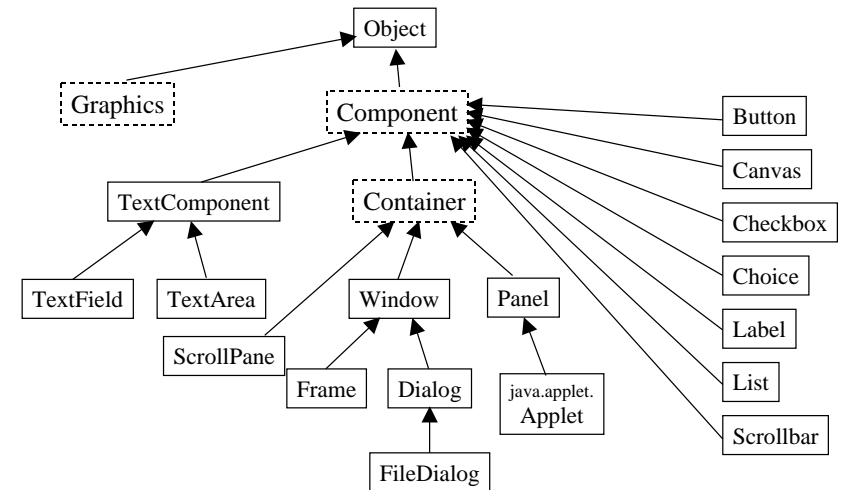 Object
Graphics
Component
Button
Canvas
TextComponent
Container
Checkbox
Choice
TextField
TextArea
Window
Panel
Label
ScrollPane
Frame
Dialog
java.applet.
Applet
List
Scrollbar
FileDialog